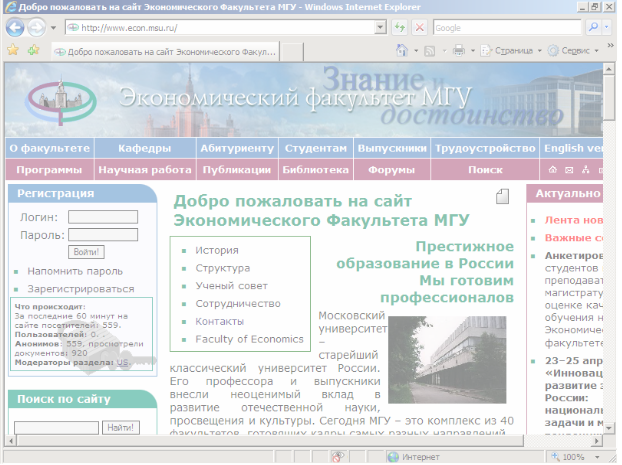 Добро пожаловать на сайт Экономического Факультета МГУ - Windows Internet Explorer
http://www.econ.msu.ru/
Google
Добро пожаловать на сайт Экономического Факул...
Страница
Сервис
Знание и
достоинство
Экономический факультет МГУ
О факультете Кафедры Абитуриенту Студентам Выпускники Трудоустройство English ver
Программы Научная работа Публикации Библиотека Форумы Поиск
Регистрация
Логин:
Пароль:
Войти!
Напомнить пароль
Зарегистрироваться
Что происходит:
За последние 60 минут на
сайте посетителей: 559.
Пользователей: 0.
Анонимов: 559, просмотрели
документов: 920
Модераторы раздела: US.
Поиск по сайту
Найти!
Добро пожаловать на сайт
Экономического Факультета МГУ
История
Структура
Ученый совет
Сотрудничество
Контакты
Faculty of Economics
Престижное
образование в России
Мы готовим
профессионалов
Московский
университет
–
старейший
классический университет России.
Его профессора и выпускники
внесли неоценимый вклад в
развитие отечественной науки,
просвещения и культуры. Сегодня МГУ – это комплекс из 40
факультетов, готовящих кадры самых разных направлений
Актуально
Лента нов
Важные со
Анкетиров
студентов
преподават
магистрату
оценке кач
обучения н
Экономичес
факультете
23–25 апр
«Инновац
развитие э
России:
национал
задачи и м
Интернет
100%